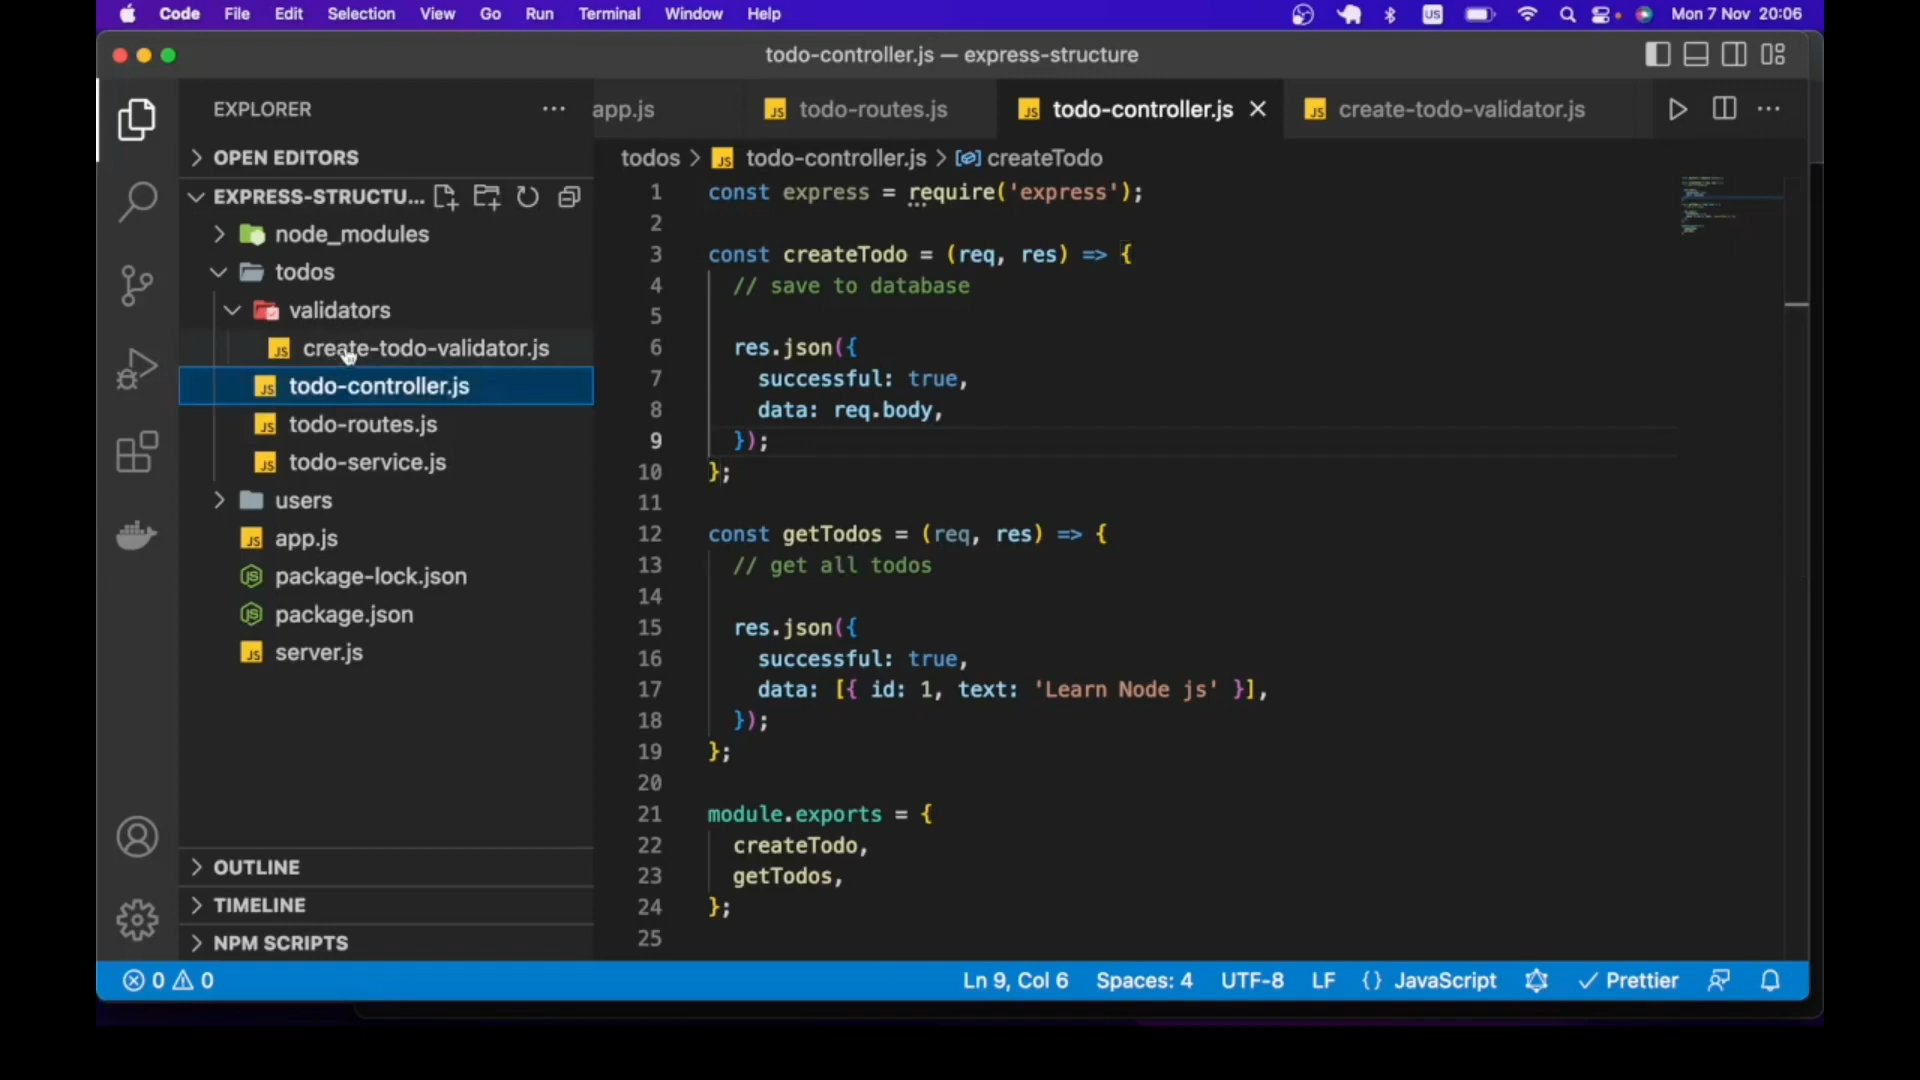 Code File Edit Selection View Go Run Terminal Window Help US Mon 7 Nov 20:06
todo-controller.js — express-structure
EXPLORER
app.js
todo-routes.js
todo-controller.js
create-todo-validator.js
OPEN EDITORS
EXPRESS-STRUCTU...
node_modules
todos
validators
create-todo-validator.js
todo-controller.js
todo-routes.js
todo-service.js
users
app.js
package-lock.json
package.json
server.js
OUTLINE
TIMELINE
NPM SCRIPTS
todos > JS todo-controller.js > createTodo
1 const express = require('express');
2
3 const createTodo = (req, res) => {
4 // save to database
5
6 res.json({
7 successful: true,
8 data: req.body,
9 });
10 };
11
12 const getTodos = (req, res) => {
13 // get all todos
14
15 res.json({
16 successful: true,
17 data: [{ id: 1, text: 'Learn Node js' }],
18 });
19 };
20
21 module.exports = {
22 createTodo,
23 getTodos,
24 };
25
0 0 Ln 9, Col 6 Spaces: 4 UTF-8 LF {} JavaScript Prettier